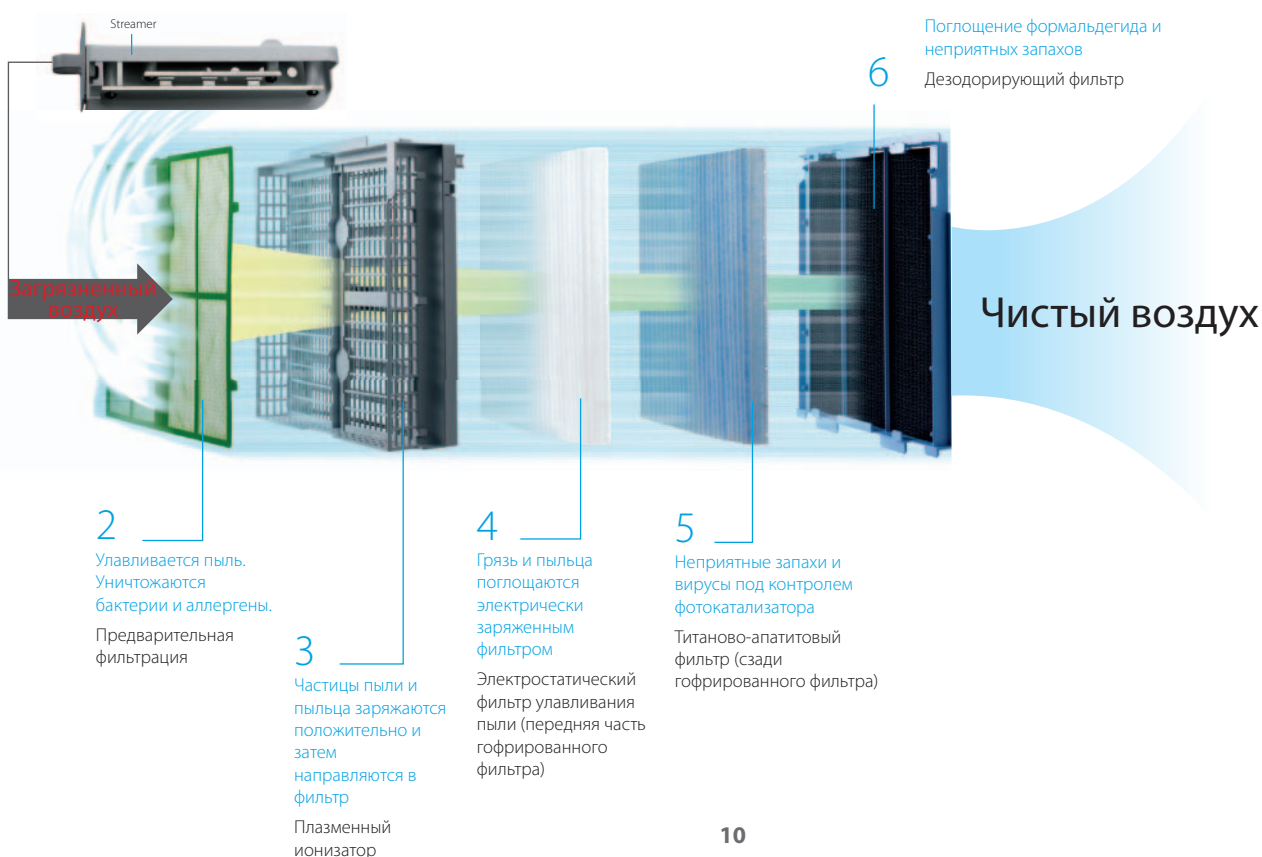 Streamer
Поглощение формальдегида и
неприятных запахов
6
Дезодорирующий фильтр
Загрязненный
воздух
Чистый воздух
2
Улавливается пыль.
Уничтожаются
бактерии и аллергены.
Предварительная
фильтрация
3
Частицы пыли и
пыльца заряжаются
положительно и
затем
направляются в
фильтр
Плазменный
ионизатор
4
Грязь и пыльца
поглощаются
электрически
заряженным
фильтром
Электростатический
фильтр улавливания
пыли (передняя часть
гофрированного
фильтра)
5
Неприятные запахи и
вирусы под контролем
фотокатализатора
Титаново-апатитовый
фильтр (сзади
гофрированного фильтра)
10